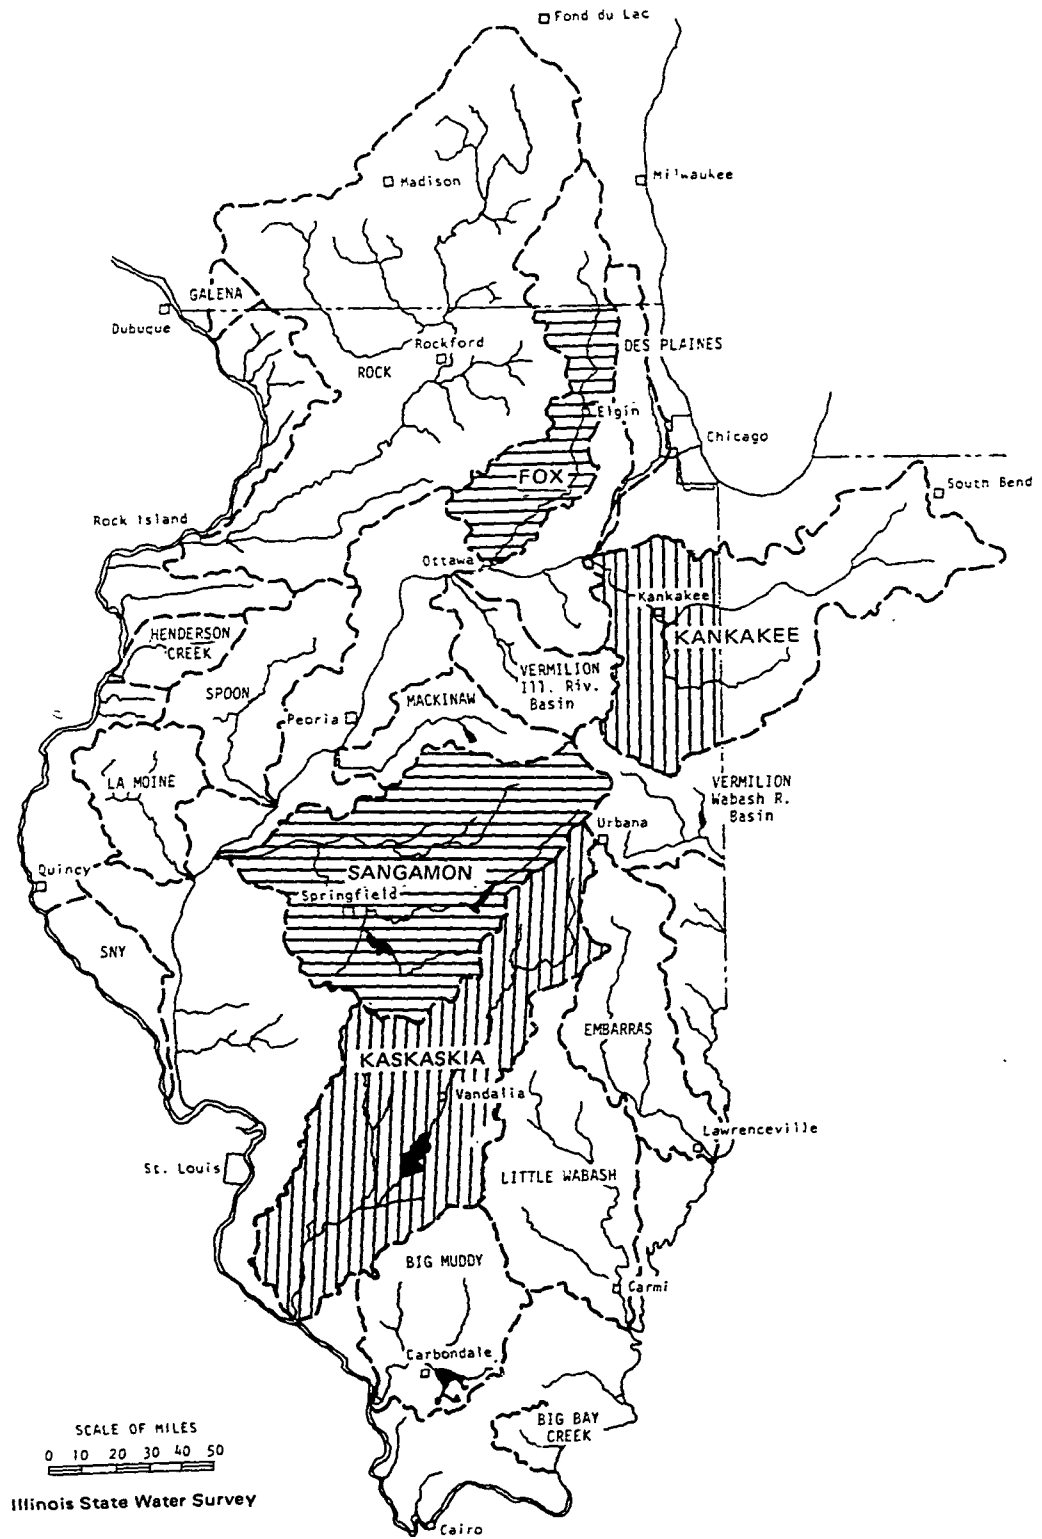 Fond du Lac
Madison
Milwaukee
GALENA
Dubuque
Rockford
DES PLAINES
ROCK
Elgin
Chicago
FOX
South Bend
Rock Island
Ottawa
Kankakee
KANKAKEE
HENDERSON
CREEK
SPOON
VERMILION
Ill. Riv.
Basin
MACKINAW
Peoria
LA MOINE
VERMILION
Wabash R.
Basin
Urbana
Quincy
SANGAMON
Springfield
SNY
EMBARRAS
KASKASKIA
Vandalia
Lawrenceville
St. Louis
LITTLE WABASH
BIG MUDDY
Carmi
Carbondale
BIG BAY
CREEK
SCALE OF MILES
0 10 20 30 40 50
Illinois State Water Survey
Cairo